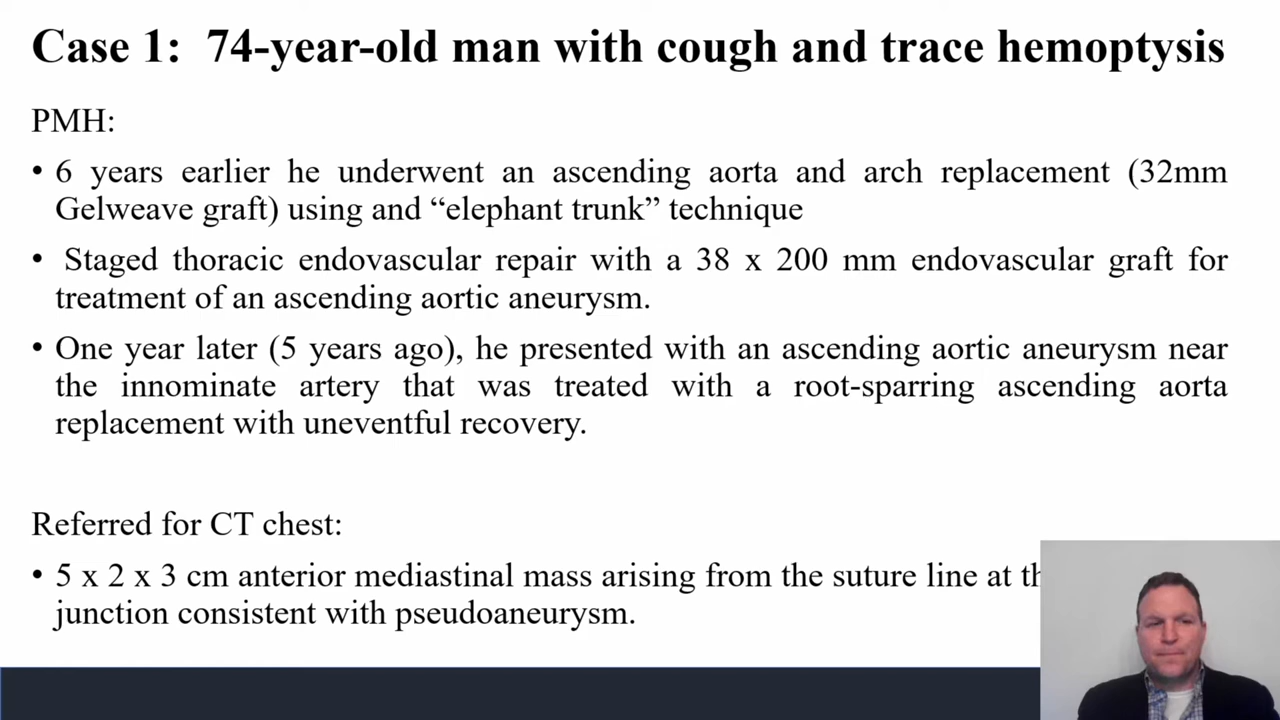 Case 1: 74-year-old man with cough and trace hemoptysis
PMH:
• 6 years earlier he underwent an ascending aorta and arch replacement (32mm
Gelweave graft) using and “elephant trunk” technique
• Staged thoracic endovascular repair with a 38 x 200 mm endovascular graft for
treatment of an ascending aortic aneurysm.
• One year later (5 years ago), he presented with an ascending aortic aneurysm near
the innominate artery that was treated with a root-sparring ascending aorta
replacement with uneventful recovery.
Referred for CT chest:
• 5 x 2 x 3 cm anterior mediastinal mass arising from the suture line at
junction consistent with pseudoaneurysm.